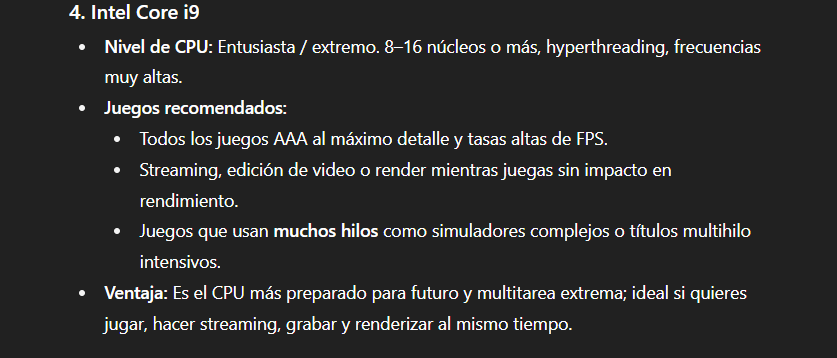 4. Intel Core i9
• Nivel de CPU: Entusiasta / extremo. 8–16 núcleos o más, hyperthreading, frecuencias
muy altas.
• Juegos recomendados:
• Todos los juegos AAA al máximo detalle y tasas altas de FPS.
• Streaming, edición de video o render mientras juegas sin impacto en
rendimiento.
• Juegos que usan muchos hilos como simuladores complejos o títulos multihilo
intensivos.
• Ventaja: Es el CPU más preparado para futuro y multitarea extrema; ideal si quieres
jugar, hacer streaming, grabar y renderizar al mismo tiempo.